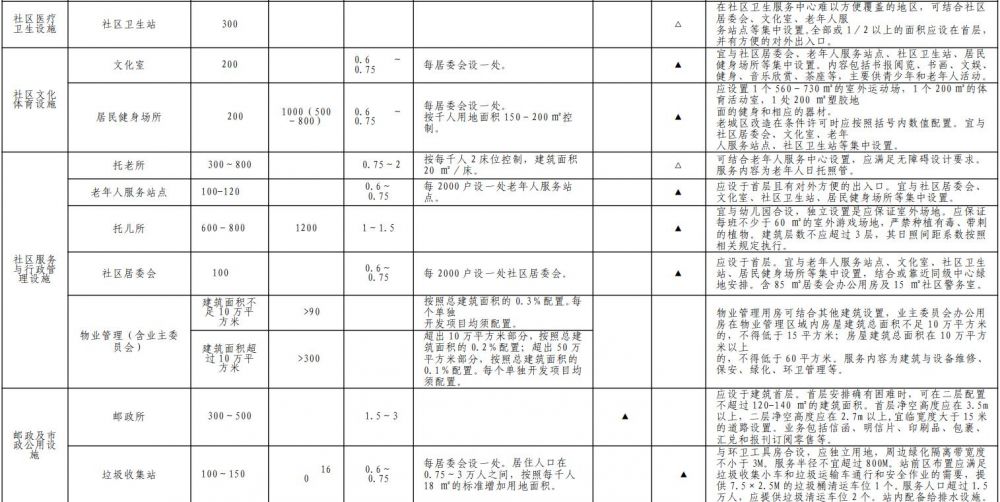 社区医疗
卫生设施
社区卫生站
300
△
在社区卫生服务中心难以方便覆盖的地区，可结合社区
居委会、文化室、老年人服
务站点等集中设置。全部或1/2以上的面积应设在首层，
并有方便的对外出入口。
社区文化
体育设施
文化室
200
0.6 ~
0.75
每居委会设一处。
▲
宜与社区居委会、老年人服务站点、社区卫生站、居民
健身场所等集中设置。内容包括书报阅览、书画、文娱、
健身、音乐欣赏、茶座等，主要供青少年和老年人活动。
居民健身场所
200
1000(500
-800)
0.6 ~
0.75
每居委会设一处。
按千人用地面积150-200㎡控
制。
▲
应设置1个560-730㎡的室外运动场，1个200㎡的体
育活动室，1处200㎡塑胶地
面的健身和相应的器材。
老城区改造在条件许可时应按照括号内数值配置。宜与
社区居委会、文化室、老年
人服务站点、社区卫生站等集中设置。
社区服务
与行政管
理设施
托老所
300~800
0.75~2
按每千人2床位控制，建筑面积
20㎡/床。
△
可结合老年人服务中心设置，应满足无障碍设计要求。
服务内容为老年人日托照管。
老年人服务站点
100-120
0.6~
0.75
每2000户设一处老年人服务站
点。
▲
应设于首层且有对外方便的出入口。宜与社区居委会、
文化室、社区卫生站、居民健身场所等集中设置。
托儿所
600-800
1200
1~1.5
▲
宜与幼儿园合设，独立设置是应保证室外场地。应保证
每班不少于60㎡的室外游戏场地，严禁种植有毒、带刺
的植物。建筑层数不应超过3层，其日照间距系数按照
相关规定执行。
社区居委会
100
0.6~
0.75
每2000户设一处社区居委会。
▲
应设于首层。宜与老年人服务站点、文化室、社区卫生
站、居民健身场所等集中设置，结合或靠近同级中心绿
地安排。含85㎡居委会办公用房及15㎡社区警务室。
物业管理（含业主委
员会）
建筑面积不
足10万平
方米
>90
按照总建筑面积的0.3%配置。每
个单独
开发项目均须配置。
建筑面积超
过10万平
方米
>300
超出10万平方米部分，按照总建
筑面积的0.2%配置；超出50万
平方米部分，按照总建筑面积的
0.1%配置。每个单独开发项目均
须配置。
物业管理用房可结合其他建筑设置，业主委员会办公用
房在物业管理区域内房屋建筑总面积不足10万平方米
的，不得低于15平方米；房屋建筑总面积在10万平方
米以上
的，不得低于60平方米。服务内容为建筑与设备维修、
保安、绿化、环卫管理等。
邮政及市
政公用设
施
邮政所
300~500
1.5~3
▲
应设于建筑首层。首层安排确有困难时，可在二层配置
不超过120-140㎡的建筑面积。首层净空高度应在3.5m
以上，二层净空高度应在2.7m以上,宜临宽度大于15米
的道路设置。业务包括信函、明信片、印刷品、包裹、
汇兑和报刊订阅零售等。
垃圾收集站
100~150
16
0
0.6~
0.75
每居委会设一处。居住人口在
0.75~3万人之间，按照每千人
18㎡的标准增加用地面积。
▲
与环卫工具房合设，应独立用地，周边绿化隔离带宽度
不小于3M。服务半径不宜超过800M。站前区布置应满足
垃圾收集小车和垃圾运输车通行和安全作业的需要，提
供7.5×2.5M的垃圾桶清运车位1个。服务人口超过1.5
万人，应提供垃圾清运车位2个。站内配备给排水设施。